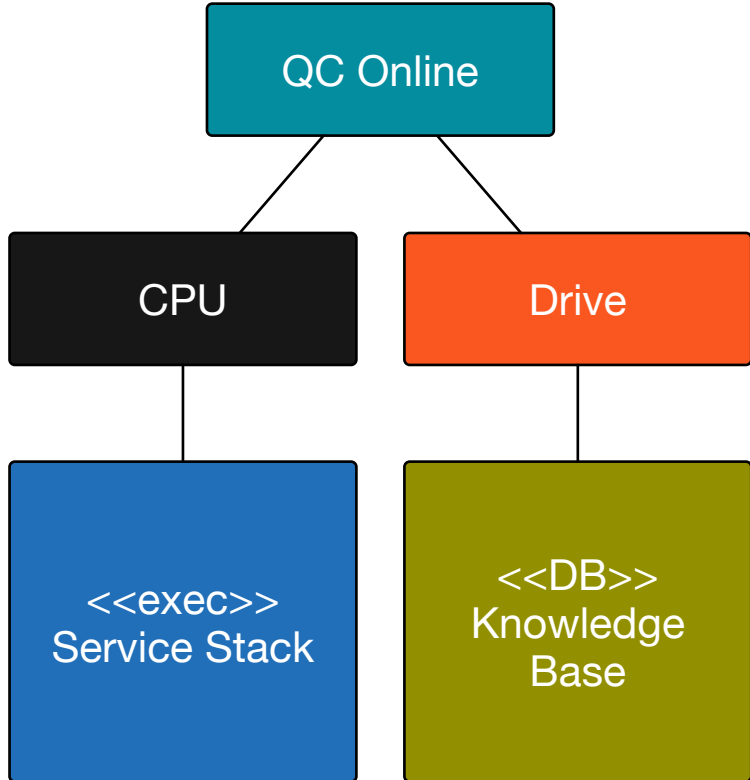 QC Online
CPU
Drive
<<exec>>
Service Stack
<<DB>>
Knowledge
Base